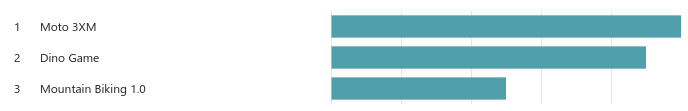 1 Moto 3XM
2 Dino Game
3 Mountain Biking 1.0